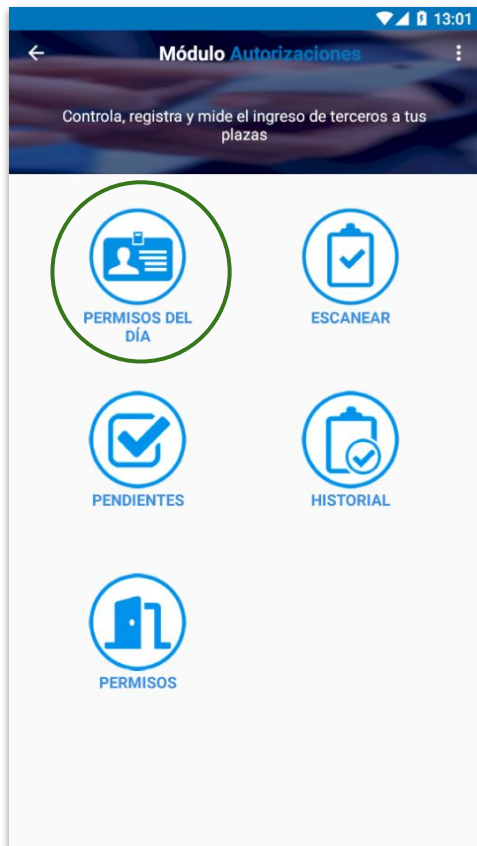 13:01
Módulo Autorizaciones
Controla, registra y mide el ingreso de terceros a tus
plazas
PERMISOS DEL
DÍA
ESCANEAR
PENDIENTES
HISTORIAL
PERMISOS